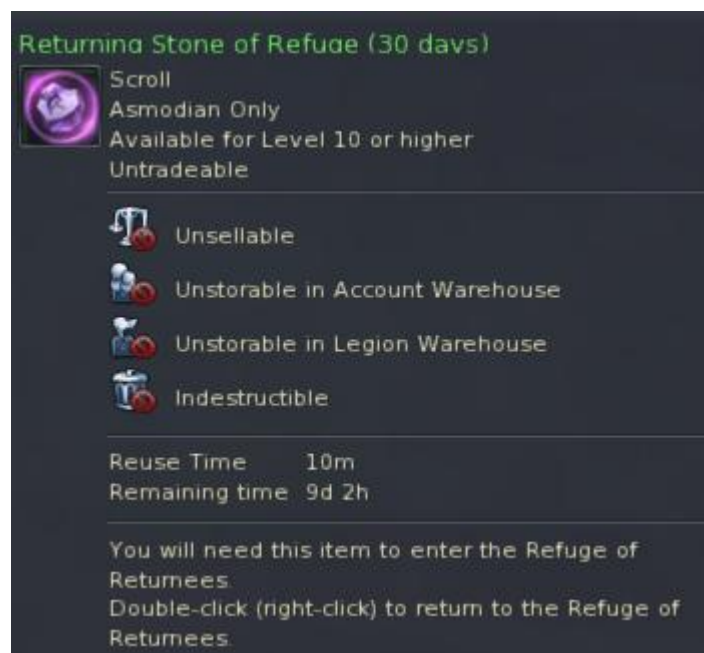 Returning Stone of Refuge (30 days)
Scroll
Asmodian Only
Available for Level 10 or higher
Untradeable
Unsellable
Unstorable in Account Warehouse
Unstorable in Legion Warehouse
Indestructible
Reuse Time 10m
Remaining time 9d 2h
You will need this item to enter the Refuge of
Returnees.
Double-click (right-click) to return to the Refuge of
Returnees.